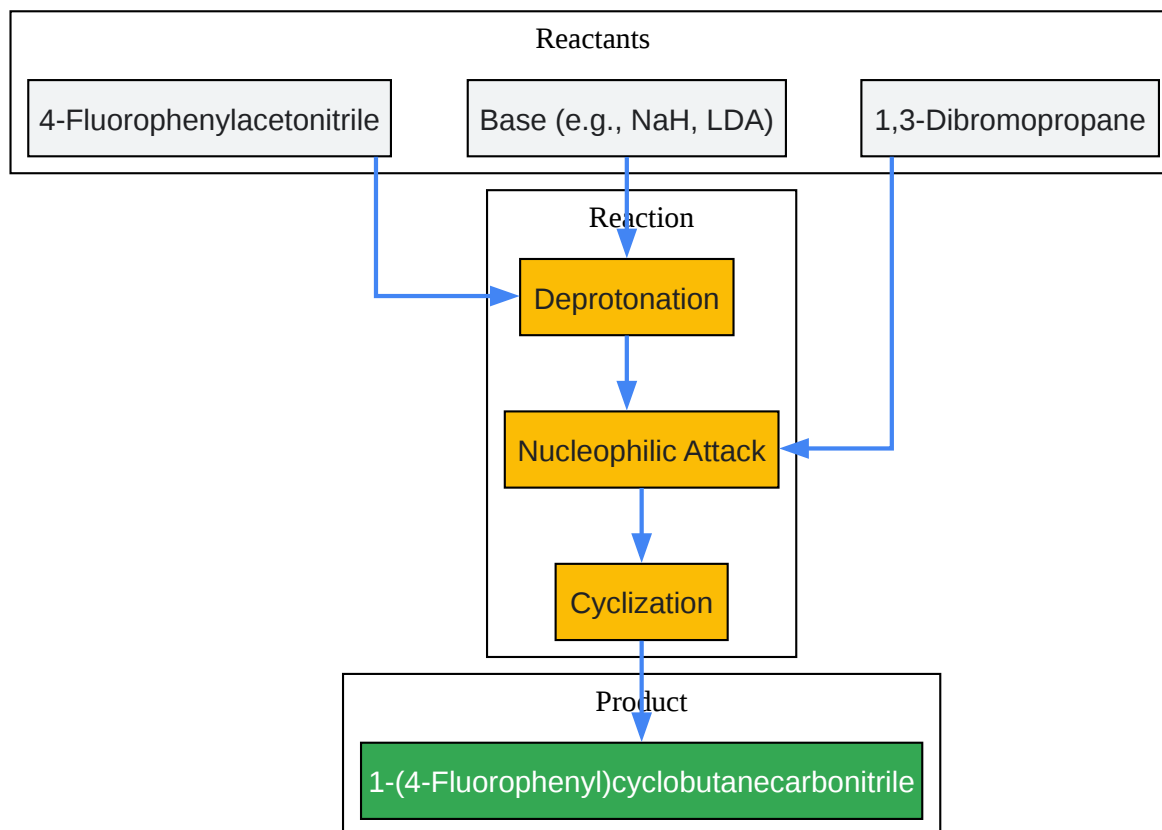 Reactants
4-Fluorophenylacetonitrile
Base (e.g., NaH, LDA)
1,3-Dibromopropane
Reaction
Deprotonation
Nucleophilic Attack
Cyclization
Product
1-(4-Fluorophenyl)cyclobutanecarbonitrile